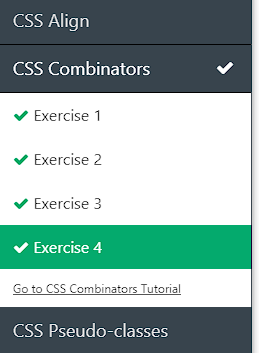 CSS Align
CSS Combinators
Exercise 1
Exercise 2
Exercise 3
Exercise 4
Go to CSS Combinators Tutorial
CSS Pseudo-classes